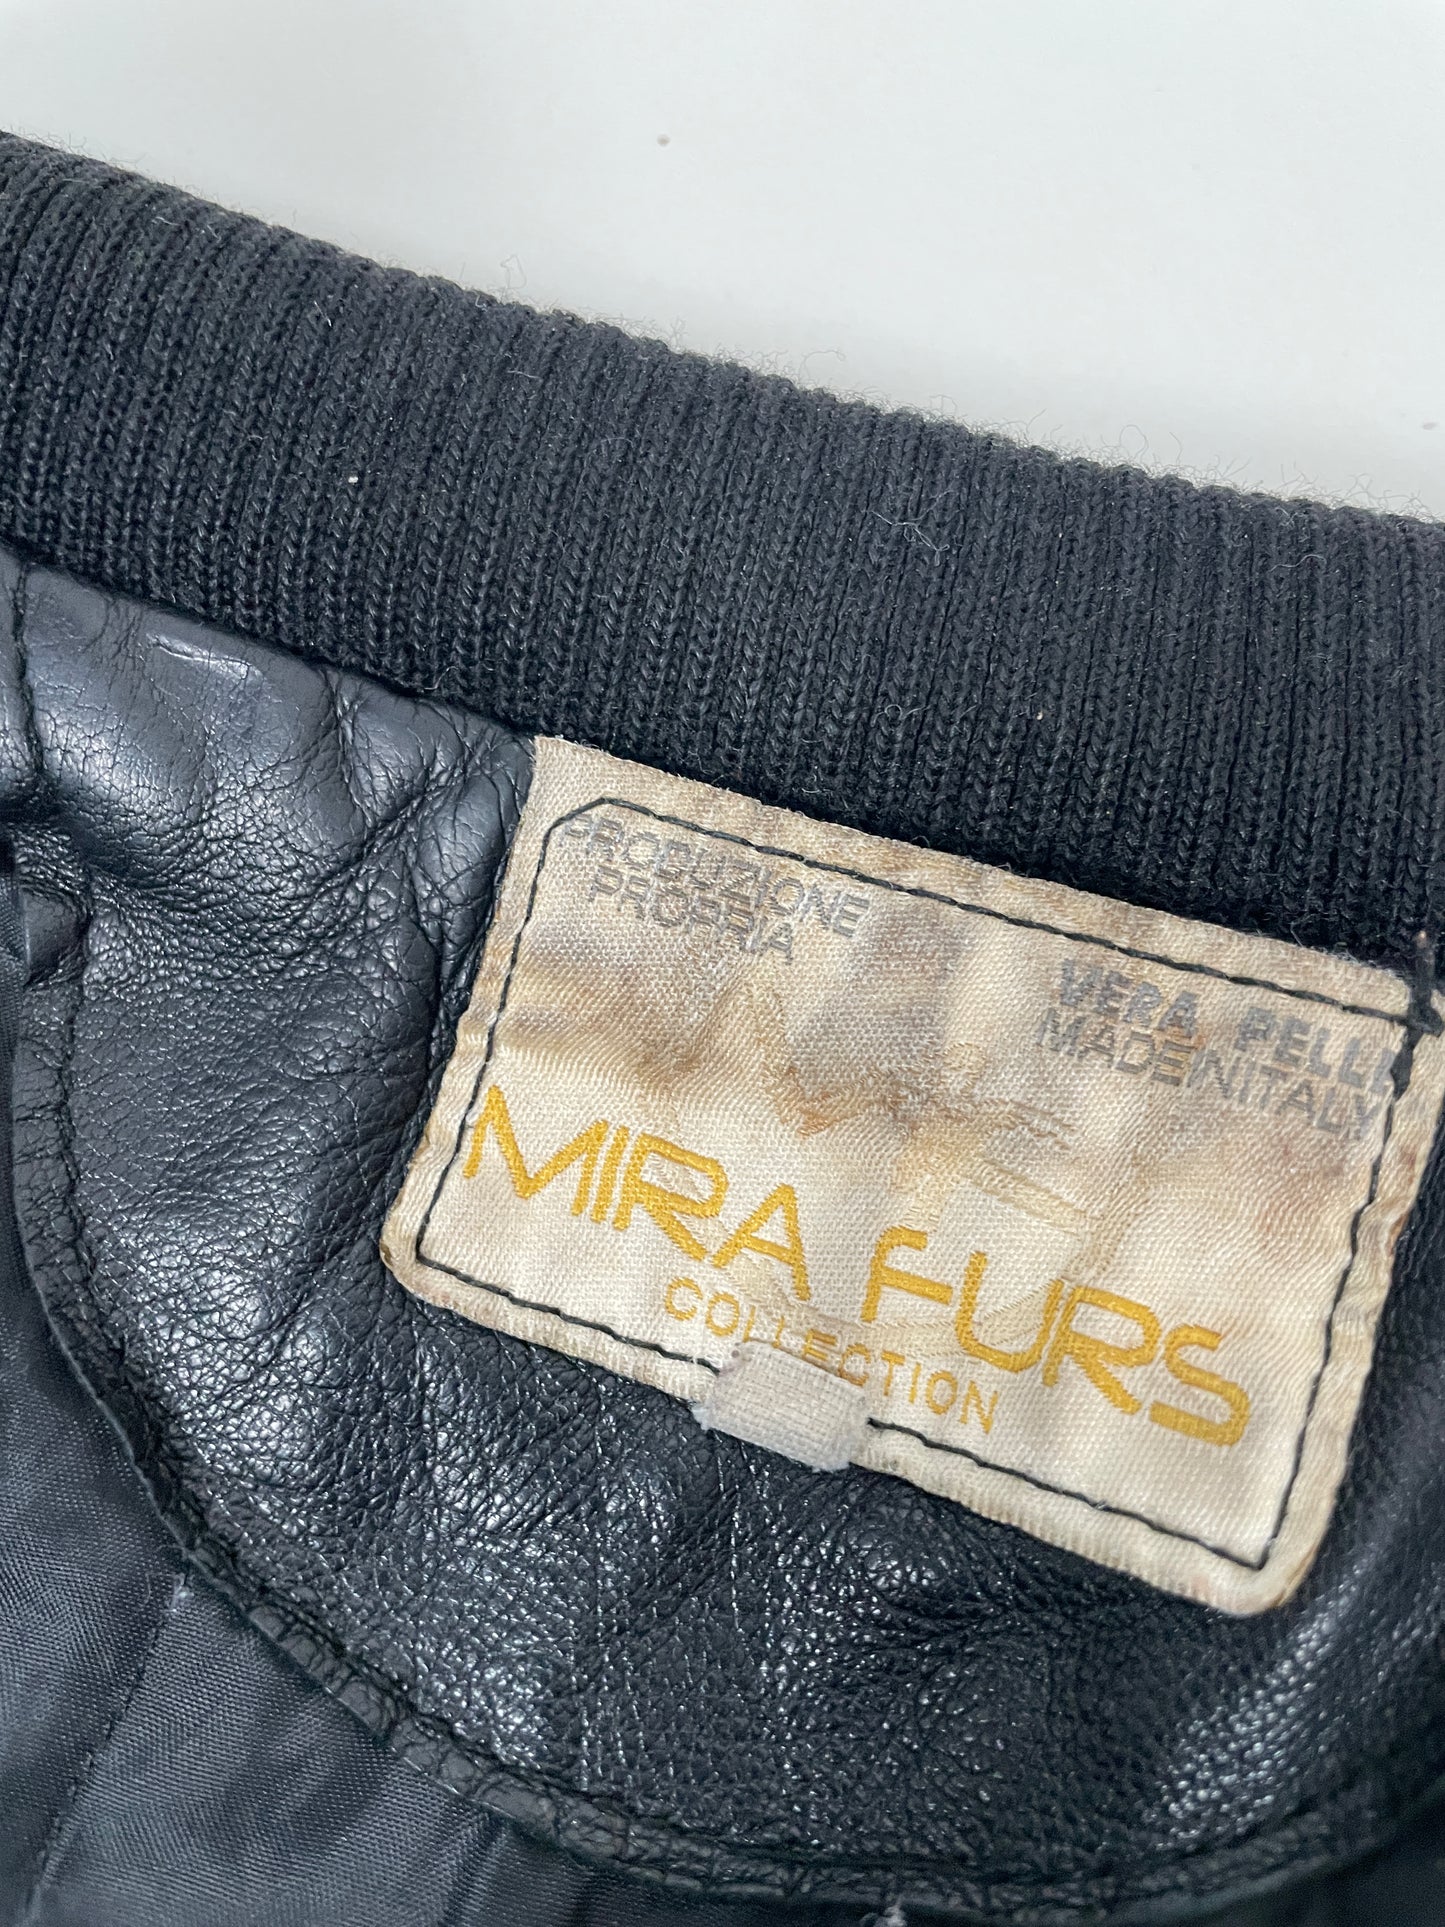 PRODUZIONE
PROPRIA
VERA PELLE
MADE IN ITALY
MIRA FURS
COLLECTION